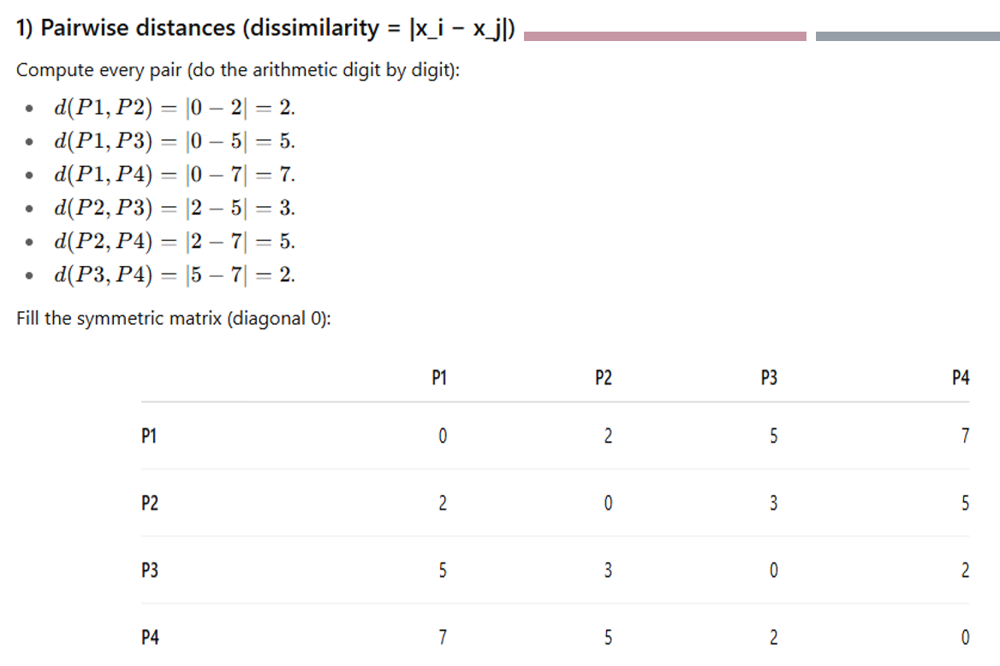 1) Pairwise distances (dissimilarity = |x_i − x_j|)
Compute every pair (do the arithmetic digit by digit):
• d(P1, P2) = |0 − 2| = 2.
• d(P1, P3) = |0 − 5| = 5.
• d(P1, P4) = |0 − 7| = 7.
• d(P2, P3) = |2 − 5| = 3.
• d(P2, P4) = |2 − 7| = 5.
• d(P3, P4) = |5 − 7| = 2.
Fill the symmetric matrix (diagonal 0):
P1 P2 P3 P4
P1 0 2 5 7
P2 2 0 3 5
P3 5 3 0 2
P4 7 5 2 0